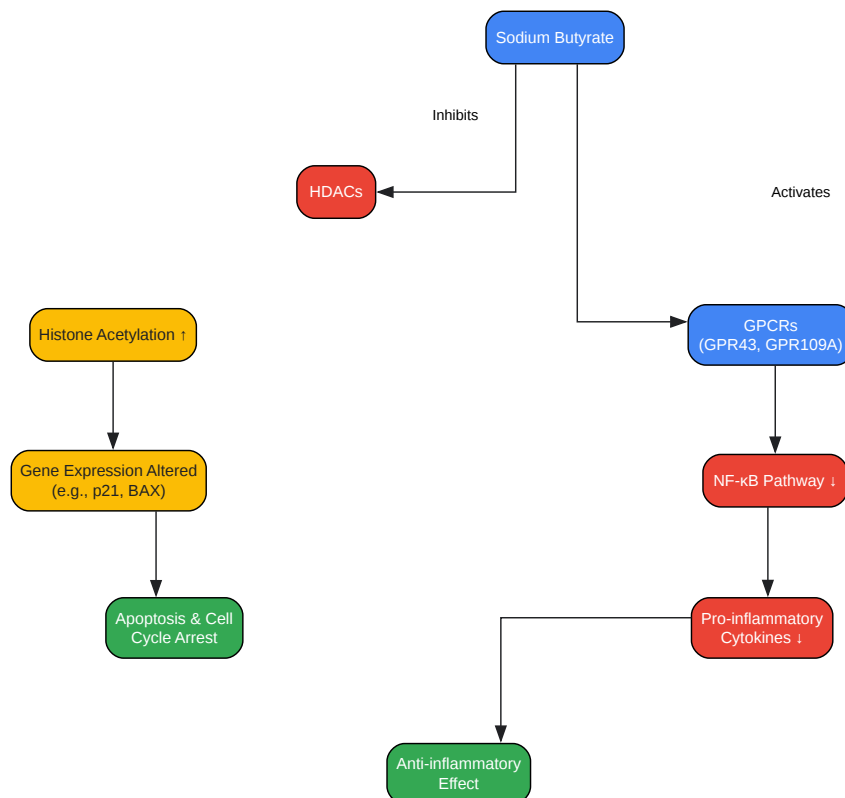 Sodium Butyrate
Inhibits
HDACs
Activates
Histone Acetylation ↑
GPCRs
(GPR43, GPR109A)
Gene Expression Altered
(e.g., p21, BAX)
NF-κB Pathway ↓
Apoptosis & Cell
Cycle Arrest
Pro-inflammatory
Cytokines ↓
Anti-inflammatory
Effect